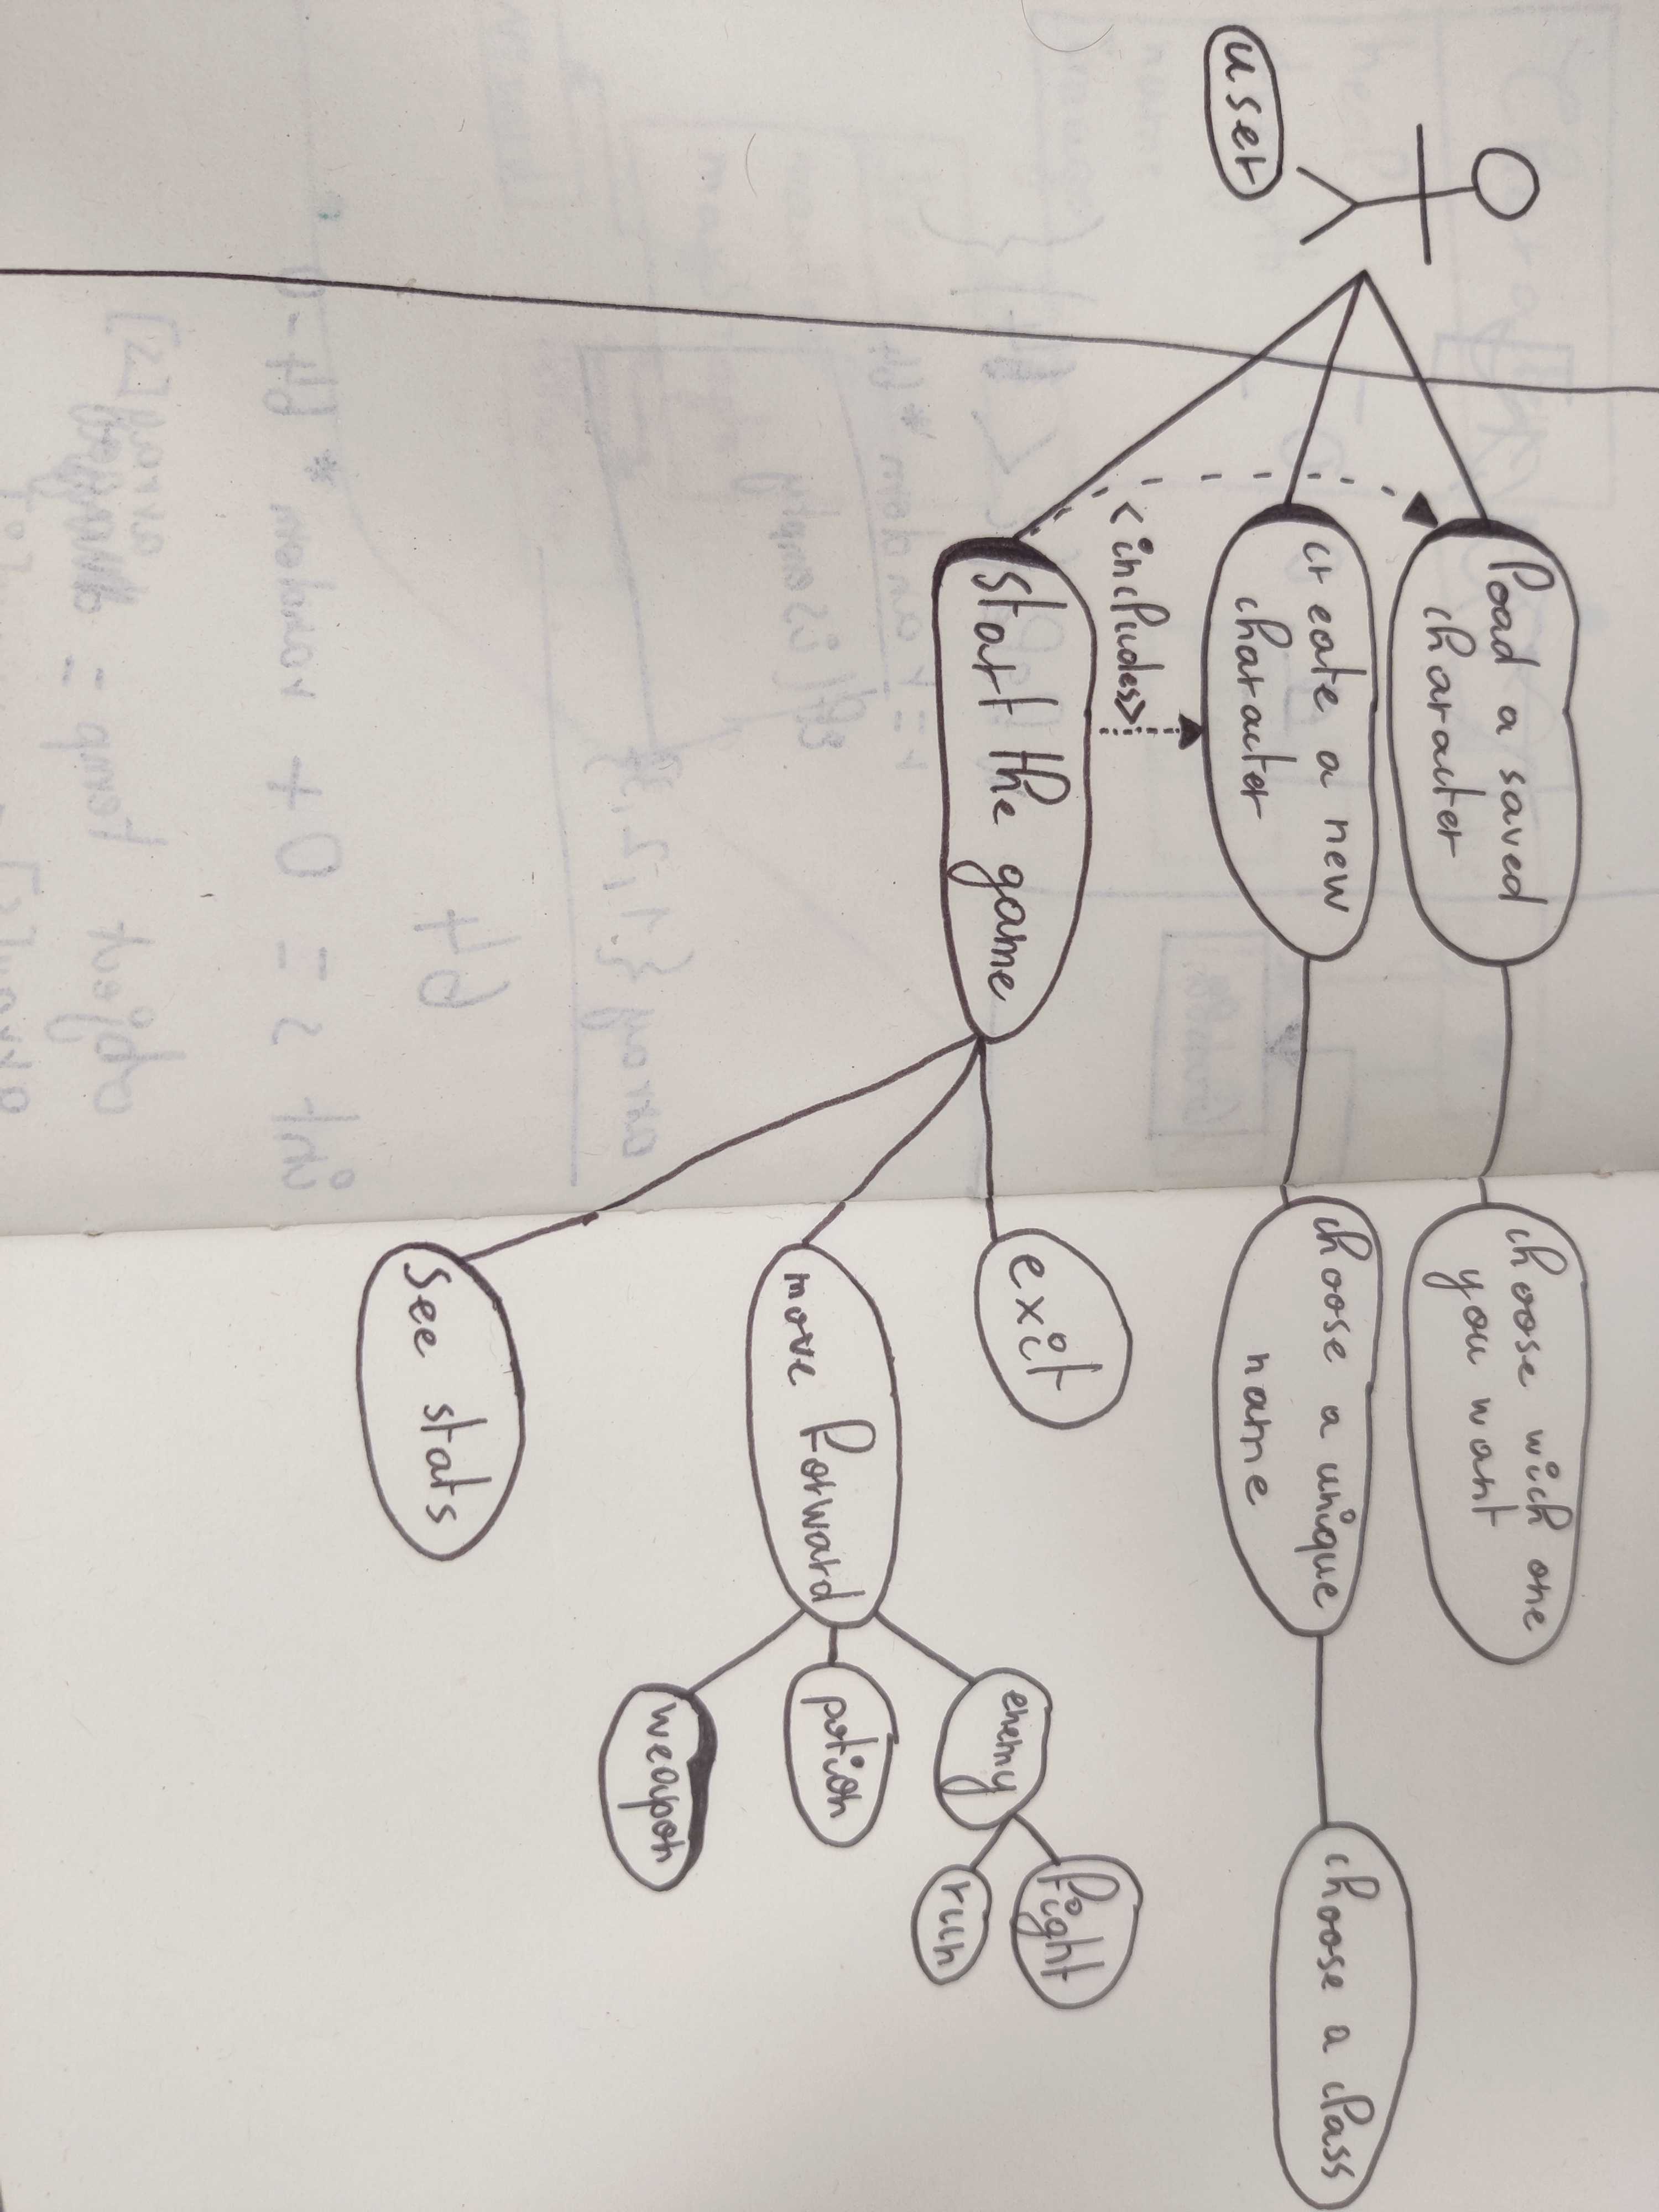 user
load a saved
character
create a new
character
<includes>
start the game
choose wich one
you want
choose a unique
name
choose a class
exit
move forward
see stats
enemy
fight
run
potion
weapon